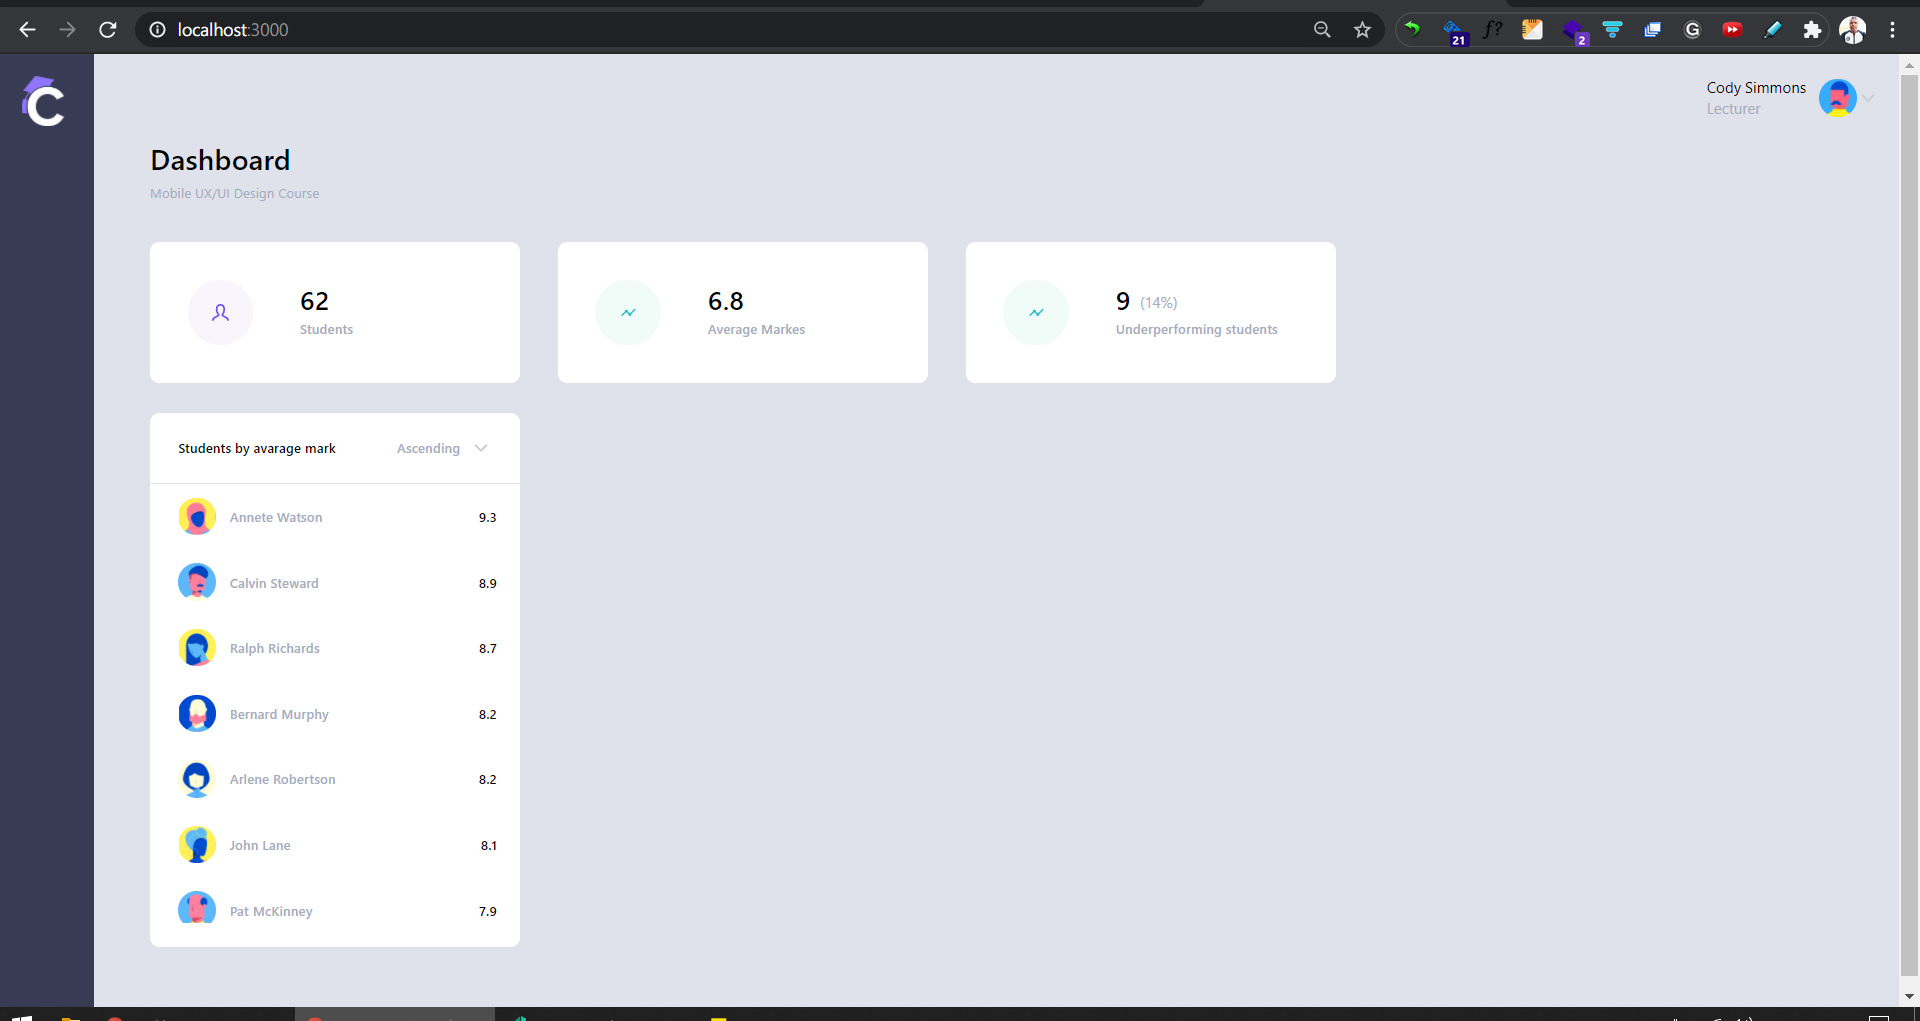 localhost:3000
21
f?
2
G
C
Cody Simmons
Lecturer
Dashboard
Mobile UX/UI Design Course
62
Students
6.8
Average Markes
9 (14%)
Underperforming students
Students by avarage mark Ascending
Annete Watson 9.3
Calvin Steward 8.9
Ralph Richards 8.7
Bernard Murphy 8.2
Arlene Robertson 8.2
John Lane 8.1
Pat McKinney 7.9